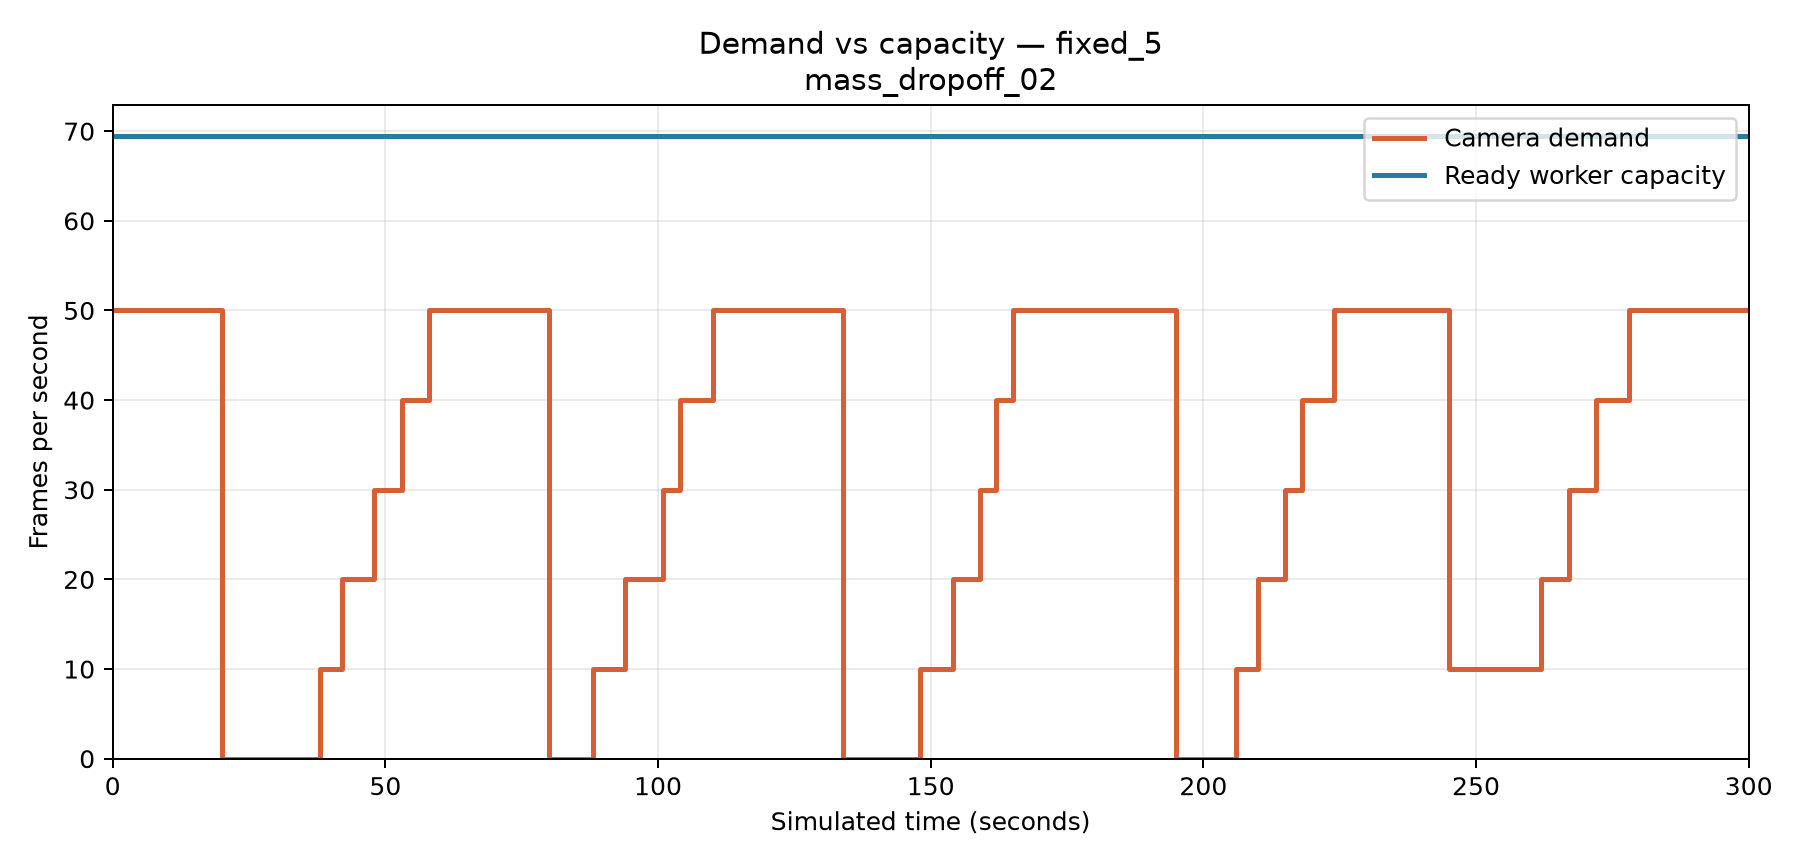 Demand vs capacity — fixed_5
mass_dropoff_02
Camera demand
Ready worker capacity
Frames per second
70
60
50
40
30
20
10
0
0 50 100 150 200 250 300
Simulated time (seconds)